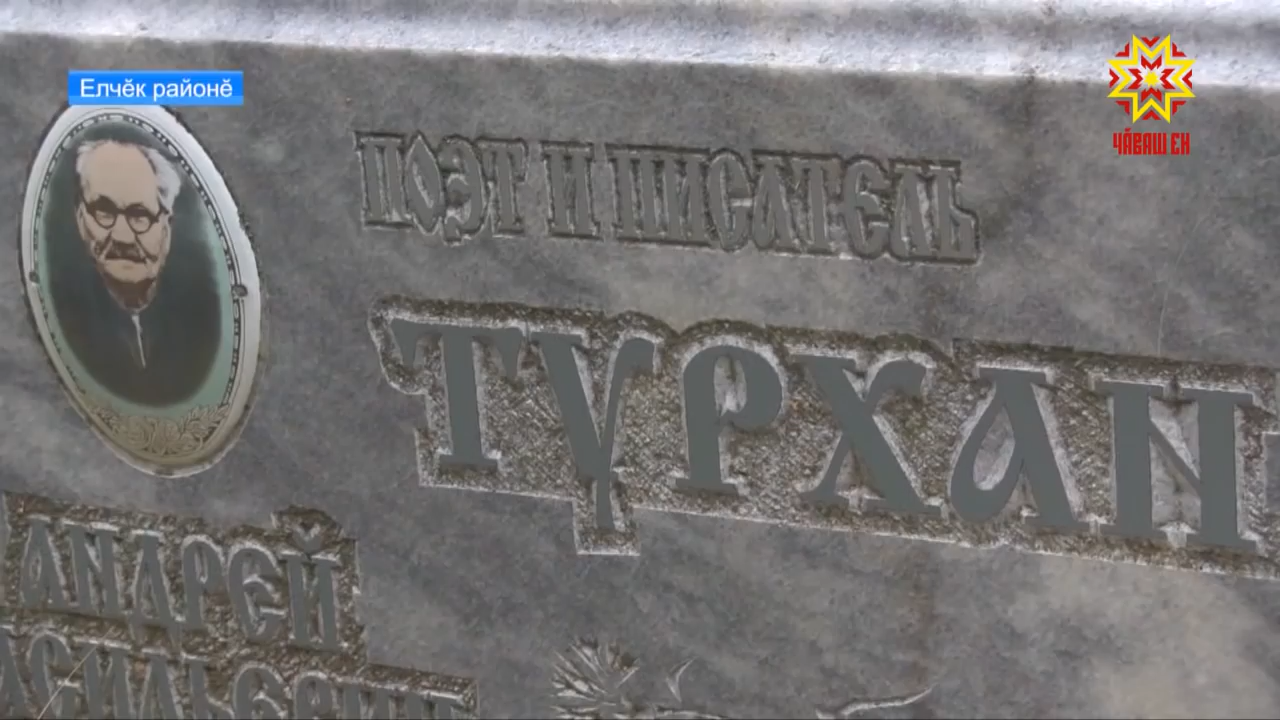 Елчӗк районӗ
ЧӐВАШ ЕН
ПОЭТ И ПИСАТЕЛЬ
ТУРХАН
АНДРЕЙ